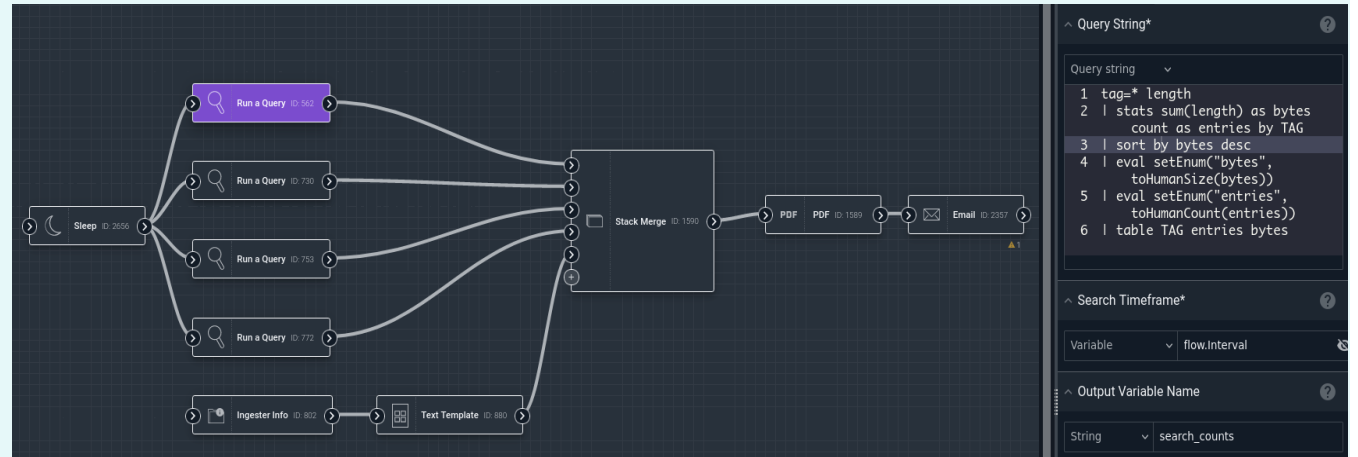 Run a Query ID: 562
Run a Query ID: 730
Sleep ID: 2656
Stack Merge ID: 1590
PDF PDF ID: 1589
Email ID: 2357
1
Run a Query ID: 753
Run a Query ID: 772
Ingester Info ID: 802
Text Template ID: 880
Query String*
?
Query string
1 tag=* length
2 | stats sum(length) as bytes
count as entries by TAG
3 | sort by bytes desc
4 | eval setEnum("bytes",
toHumanSize(bytes))
5 | eval setEnum("entries",
toHumanCount(entries))
6 | table TAG entries bytes
Search Timeframe*
?
Variable flow.Interval
Output Variable Name
?
String search_counts